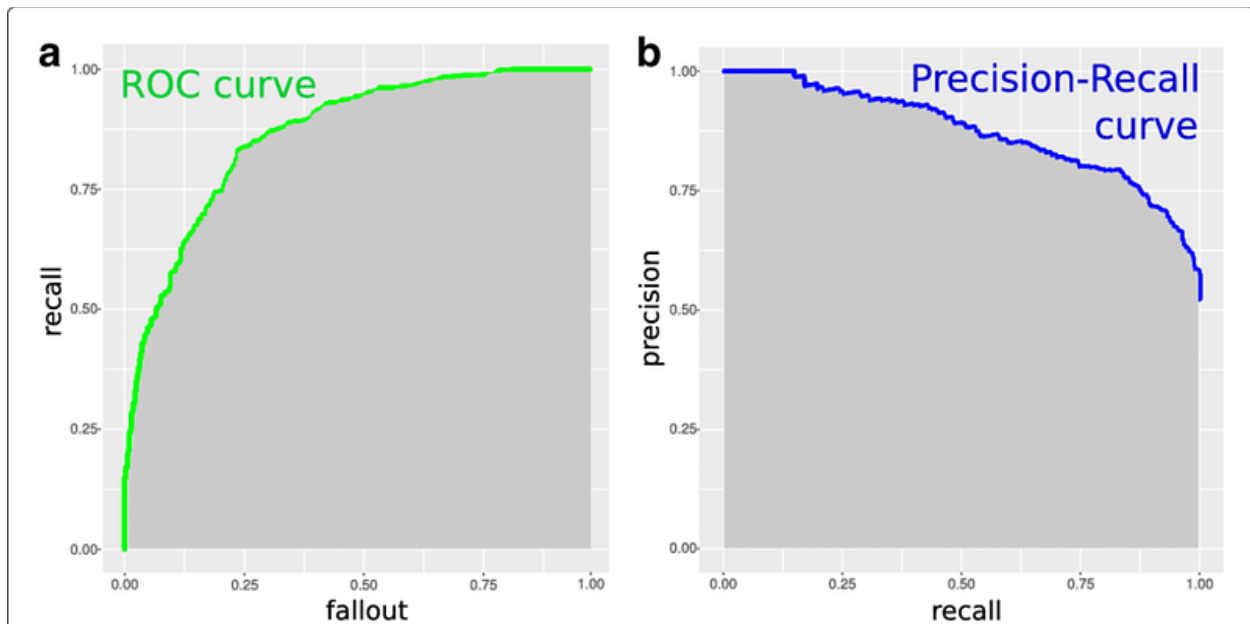 a
ROC curve
1.00
0.75
0.50
0.25
0.00
recall
0.00 0.25 0.50 0.75 1.00
fallout
b
Precision-Recall
curve
1.00
0.75
0.50
0.25
0.00
precision
0.00 0.25 0.50 0.75 1.00
recall